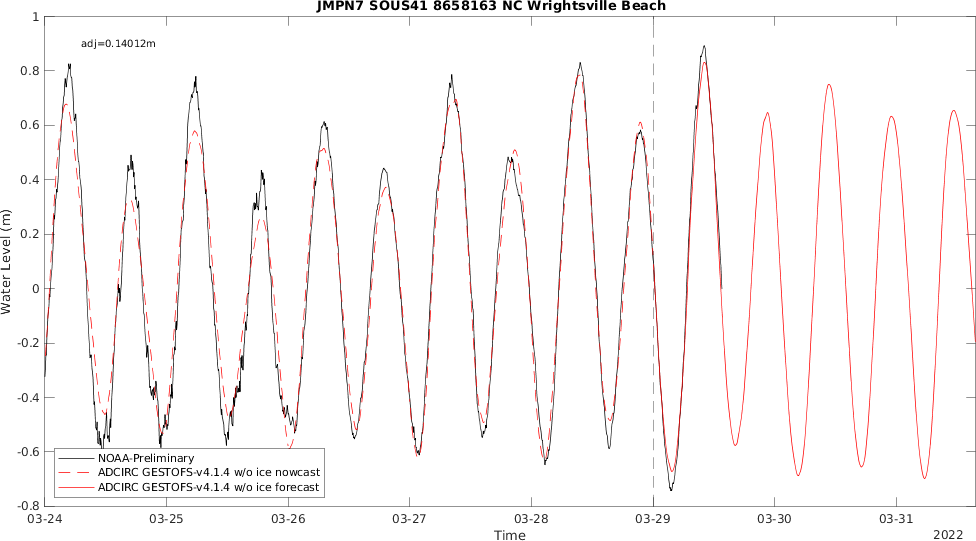 JMPN7 SOUS41 8658163 NC Wrightsville Beach
adj=0.14012m
1
0.8
0.6
0.4
0.2
0
-0.2
-0.4
-0.6
-0.8
Water Level (m)
NOAA-Preliminary
ADCIRC GESTOFS-v4.1.4 w/o ice nowcast
ADCIRC GESTOFS-v4.1.4 w/o ice forecast
03-24
03-25
03-26
03-27
03-28
03-29
03-30
03-31
Time
2022